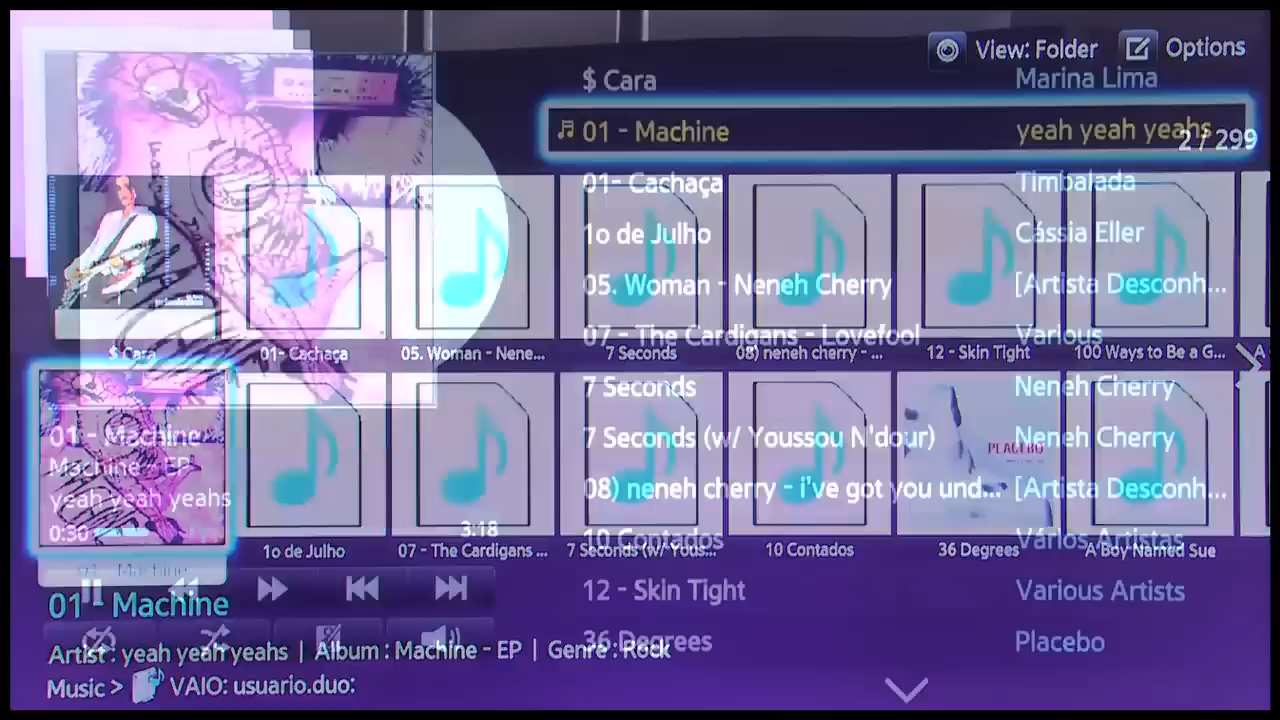 View: Folder
Options
$ Cara Marina Lima
01 - Machine yeah yeah yeahs
2 / 299
01- Cachaça Timbalada
1o de Julho Cássia Eller
05. Woman - Neneh Cherry [Artista Desconh...
07 - The Cardigans - Lovefool Various
$ Cara
01- Cachaça
05. Woman - Nene...
7 Seconds
08) neneh cherry - ...
12 - Skin Tight
100 Ways to Be a G...
7 Seconds Neneh Cherry
7 Seconds (w/ Youssou N'dour) Neneh Cherry
PLACEBO
08) neneh cherry - i've got you und... [Artista Desconh...
10 Contados Vários Artistas
01 - Machine
Machine - EP
yeah yeah yeahs
0:30
3:18
1o de Julho
07 - The Cardigans ...
7 Seconds (w/ Yous...
10 Contados
36 Degrees
A Boy Named Sue
01 - Machine
12 - Skin Tight Various Artists
01 - Machine
36 Degrees Placebo
Artist : yeah yeah yeahs | Album : Machine - EP | Genre : Rock
Music > VAIO: usuario.duo: